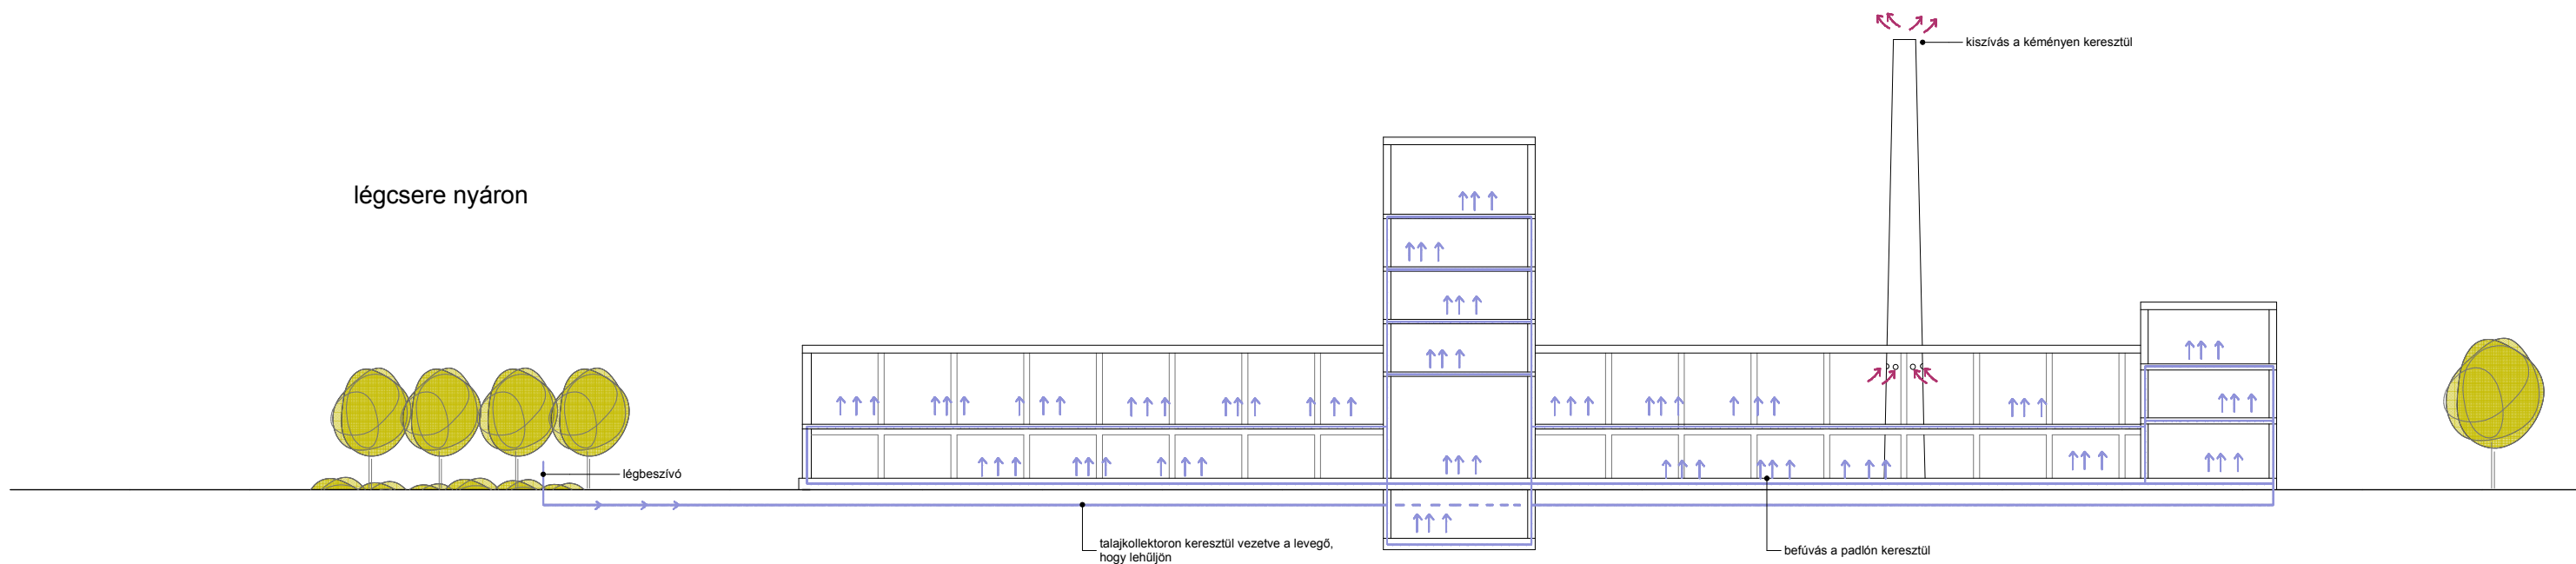 kiszívás a kéményen keresztül
légcsere nyáron
légbeszívó
talajkollektoron keresztül vezetve a levegő,
hogy lehűljön
befúvás a padlón keresztül